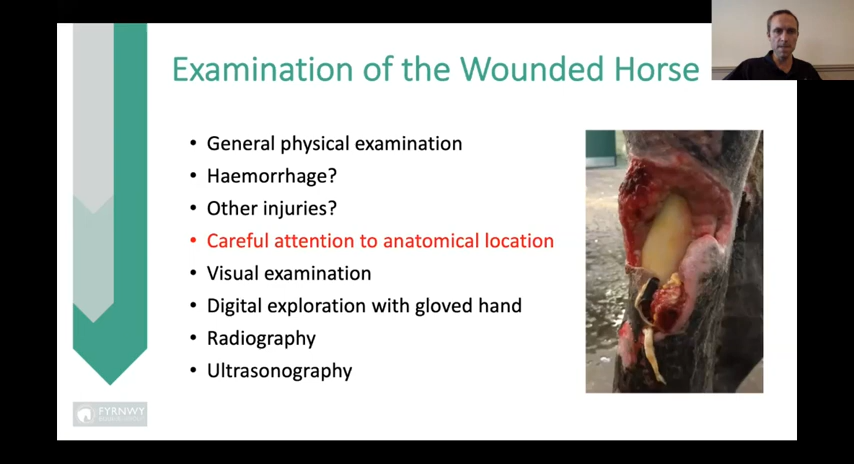 Examination of the Wounded Horse
• General physical examination
• Haemorrhage?
• Other injuries?
• Careful attention to anatomical location
• Visual examination
• Digital exploration with gloved hand
• Radiography
• Ultrasonography
FYRNWY